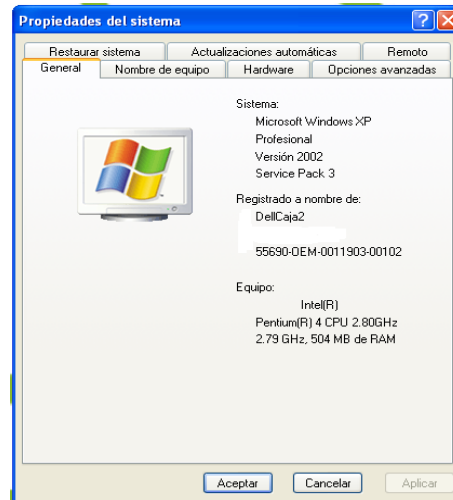 Propiedades del sistema
Restaurar sistema
Actualizaciones automáticas
Remoto
General
Nombre de equipo
Hardware
Opciones avanzadas
Sistema:
Microsoft Windows XP
Profesional
Versión 2002
Service Pack 3
Registrado a nombre de:
DellCaja2
55690-OEM-0011903-00102
Equipo:
Intel(R)
Pentium(R) 4 CPU 2.80GHz
2.79 GHz, 504 MB de RAM
Aceptar
Cancelar
Aplicar